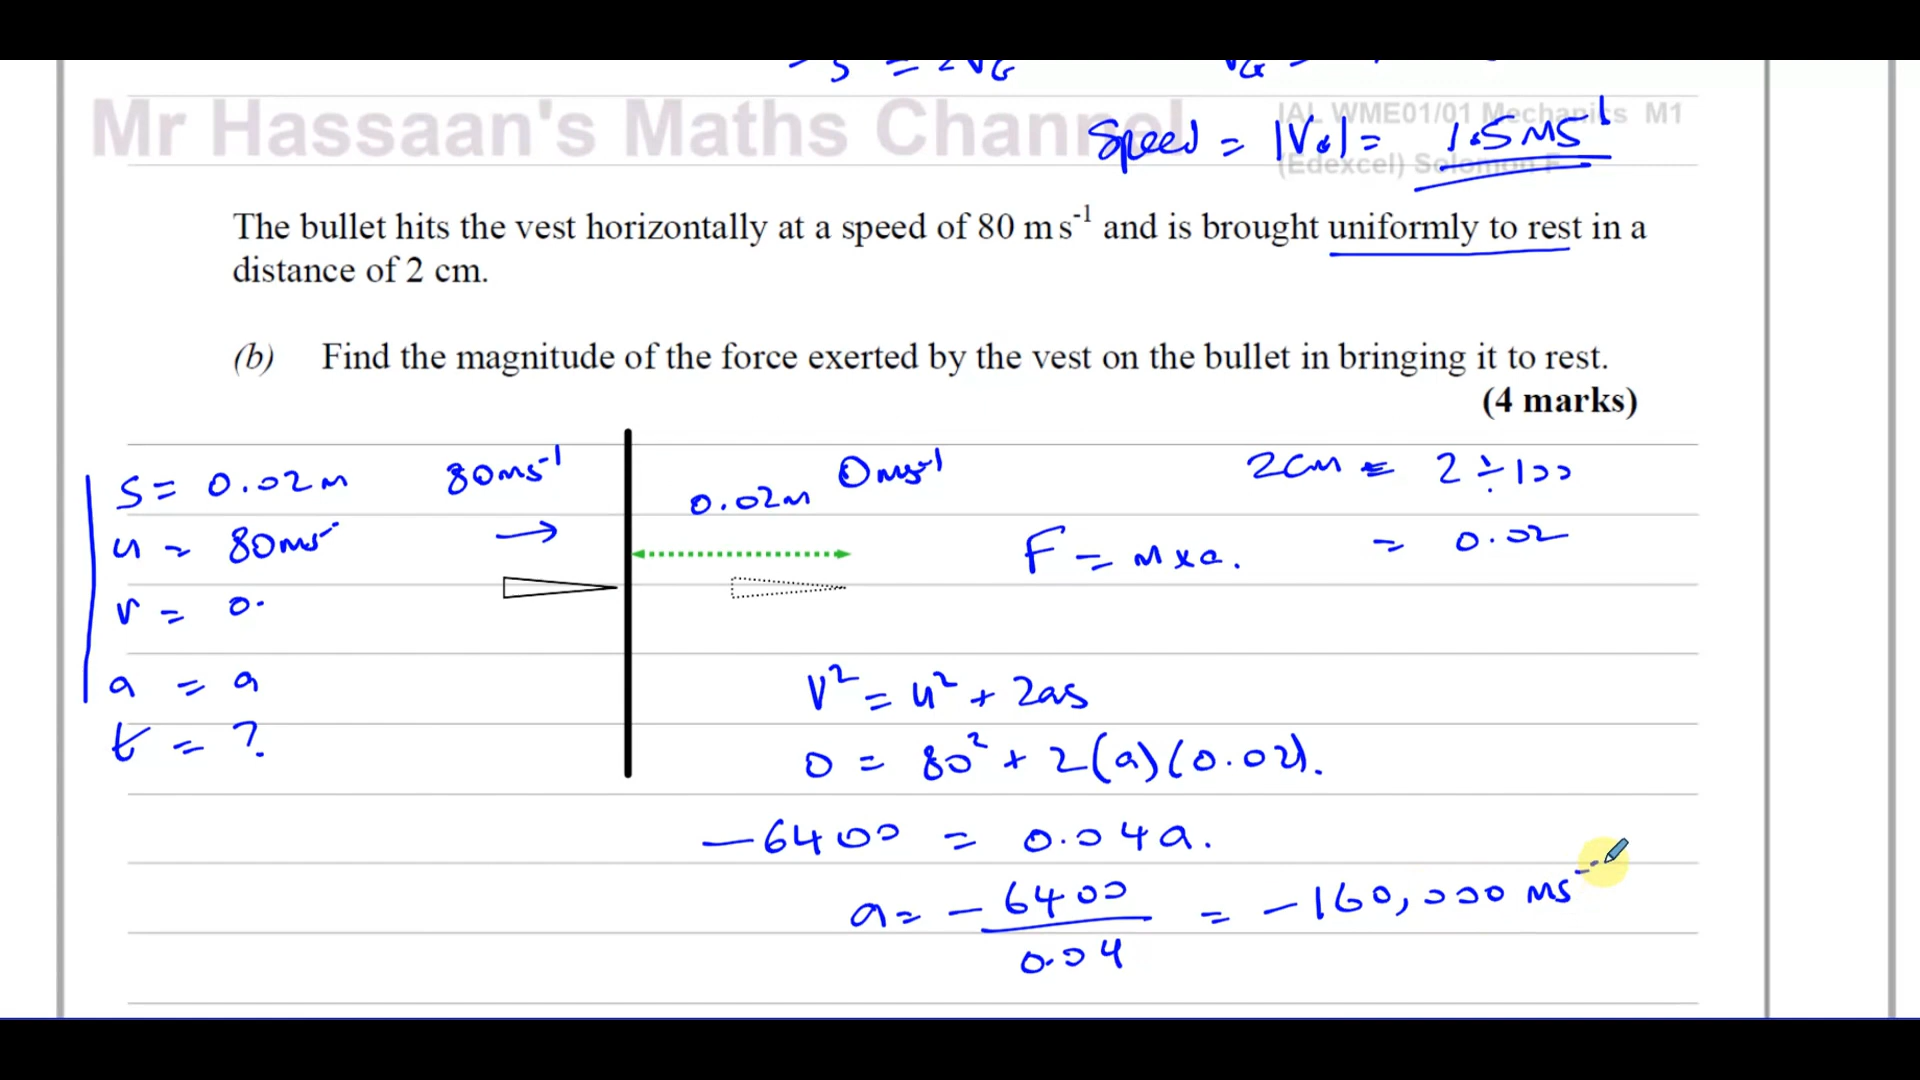 Mr Hassaan's Maths Channel
IAL WME01/01 Mechanics M1
(Edexcel) Solomon F
Speed = |V_G| = 1.5 ms⁻¹
The bullet hits the vest horizontally at a speed of 80 m s⁻¹ and is brought uniformly to rest in a
distance of 2 cm.
(b) Find the magnitude of the force exerted by the vest on the bullet in bringing it to rest.
(4 marks)
s = 0.02m
u = 80ms⁻
v = 0.
a = a
t = ?
80ms⁻¹
→
0.02m
0ms⁻¹
2cm = 2 ÷ 100
= 0.02
F = m x a.
v² = u² + 2as
0 = 80² + 2(a)(0.02).
-6400 = 0.04a.
a = -6400/0.04 = -160,000 ms⁻